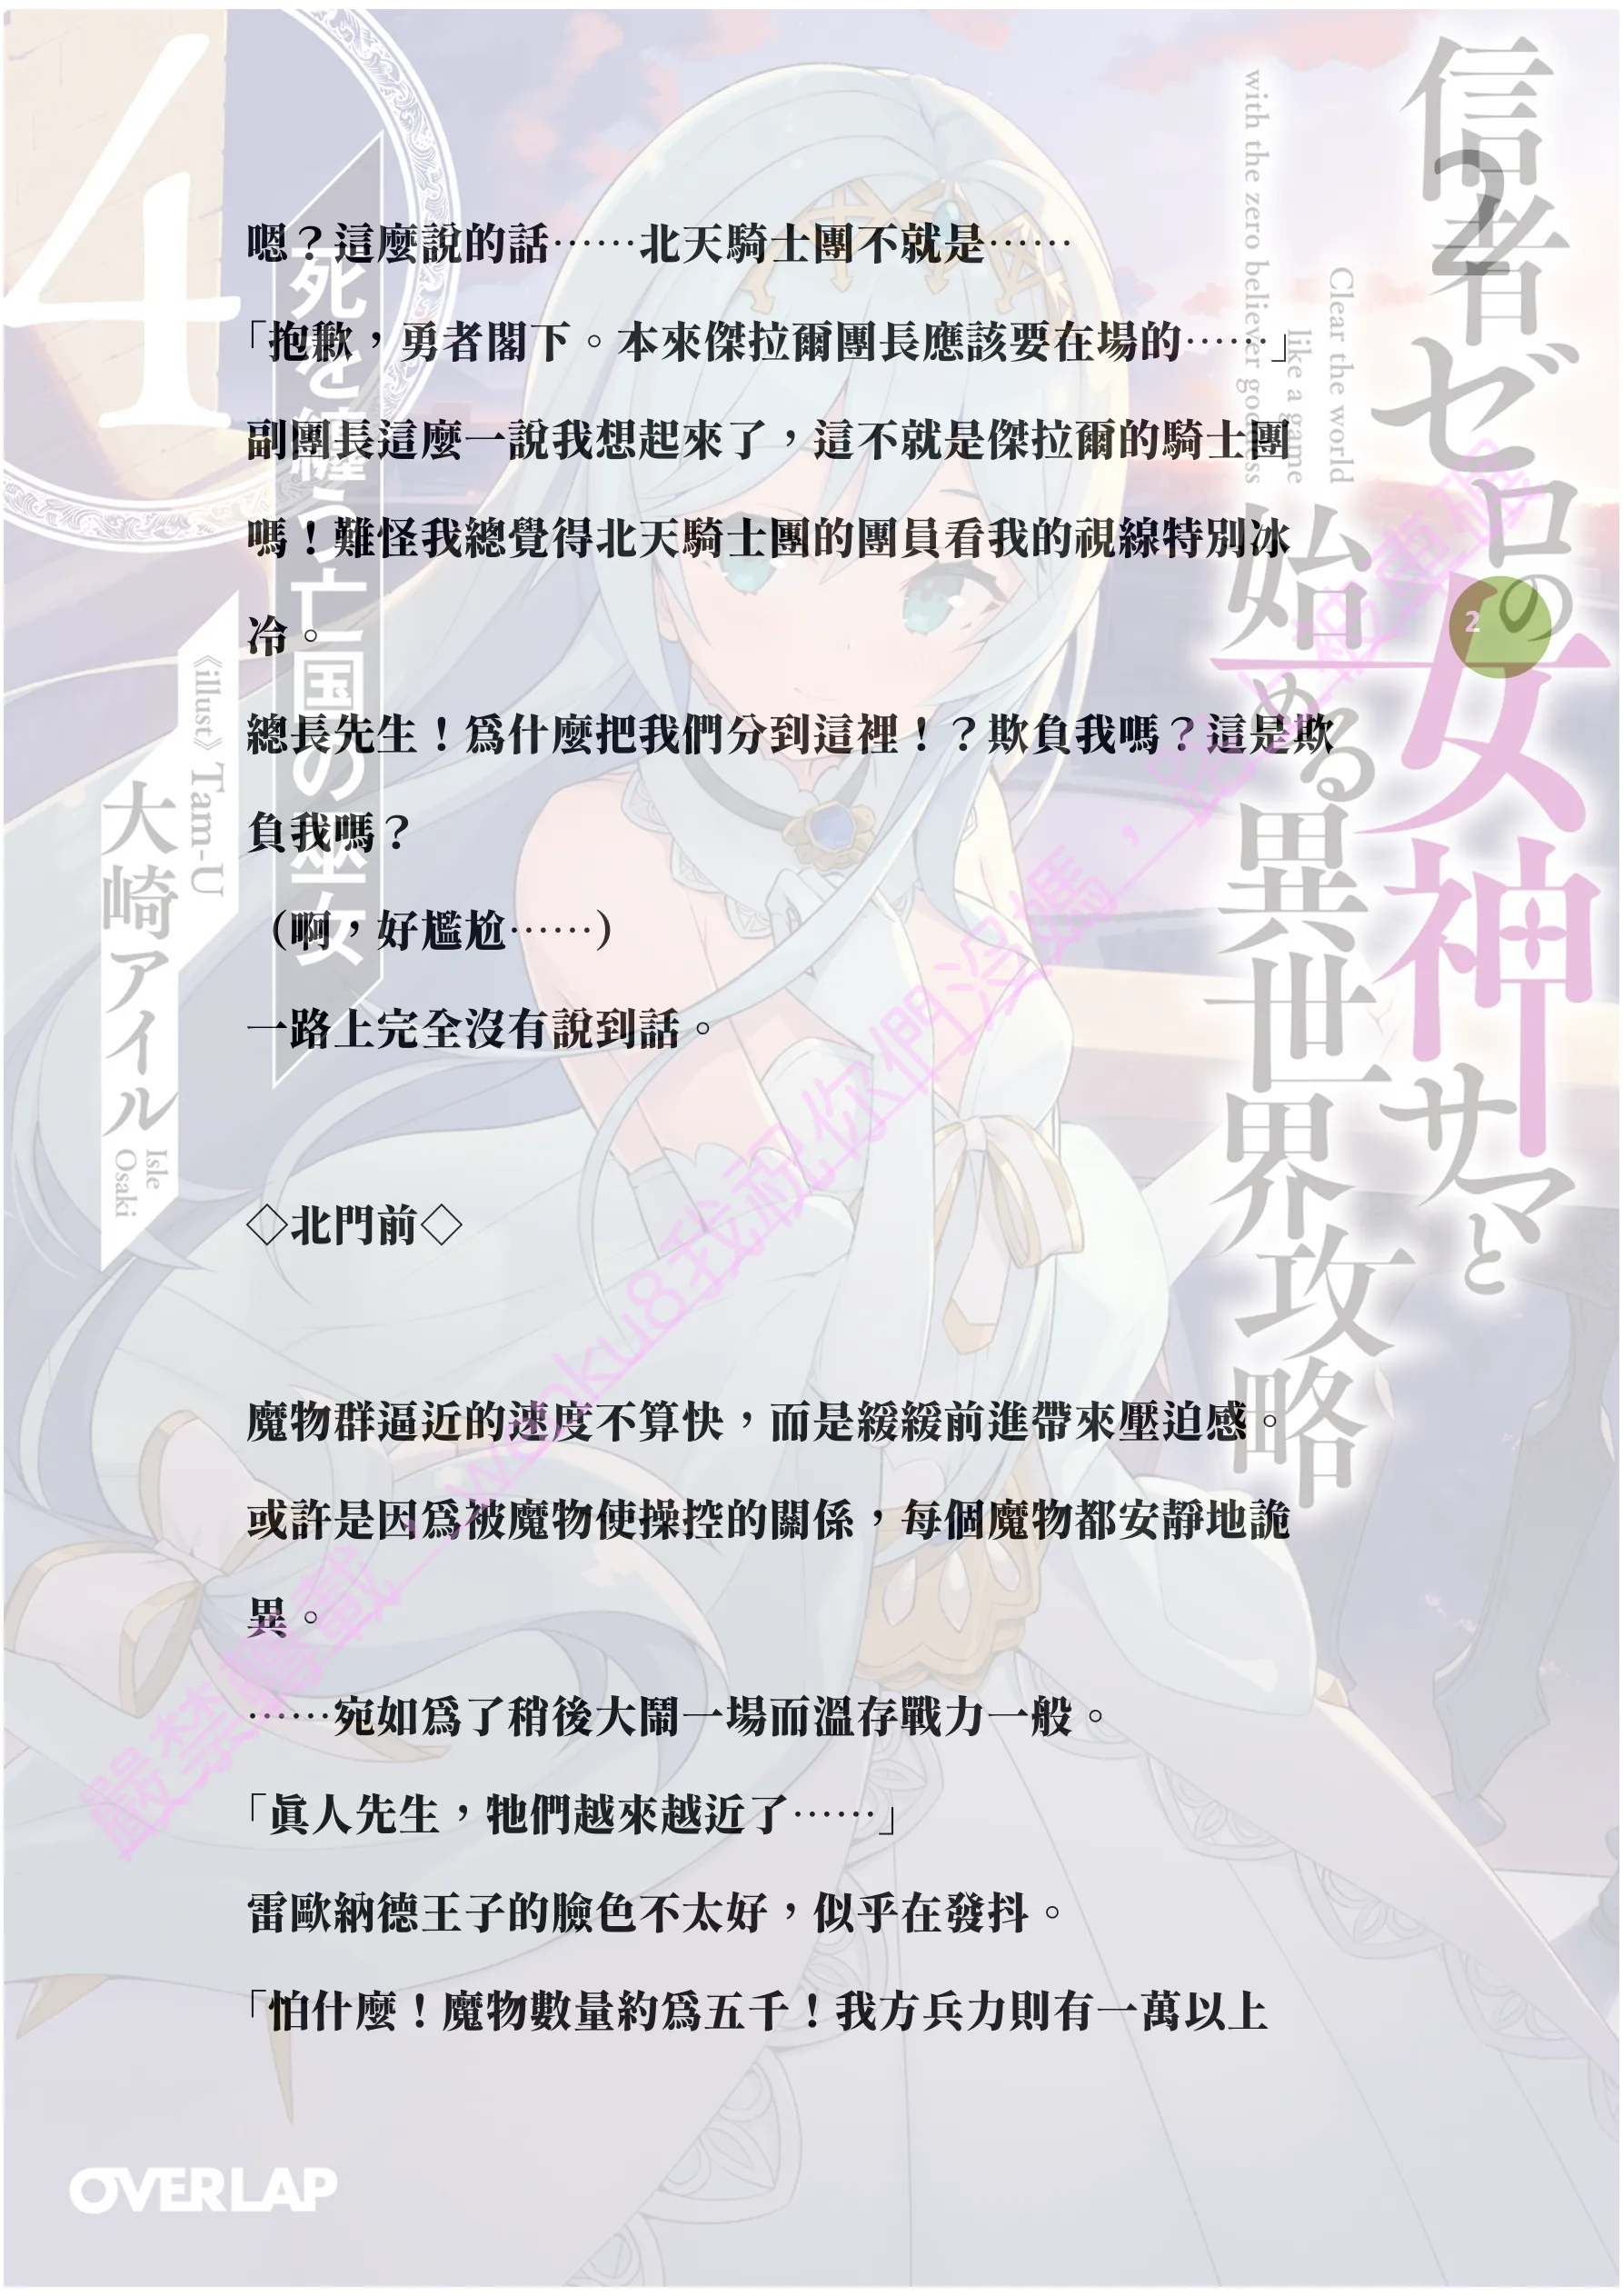 嗯？這麼說的話……北天騎士團不就是……
「抱歉，勇者閣下。本來傑拉爾團長應該要在場的……」
副團長這麼一說我想起來了，這不就是傑拉爾的騎士團
嗎！難怪我總覺得北天騎士團的團員看我的視線特別冰
冷。
總長先生！爲什麼把我們分到這裡！？欺負我嗎？這是欺
負我嗎？
（啊，好尷尬……）
一路上完全沒有說到話。
◇北門前◇
魔物群逼近的速度不算快，而是緩緩前進帶來壓迫感。
或許是因爲被魔物使操控的關係，每個魔物都安靜地詭
異。
……宛如爲了稍後大鬧一場而溫存戰力一般。
「眞人先生，牠們越來越近了……」
雷歐納德王子的臉色不太好，似乎在發抖。
「怕什麼！魔物數量約爲五千！我方兵力則有一萬以上
信者ゼロの女神サマと
始める異世界攻略
Clear the world
like a game
with the zero believer goddess
2
2
4
死を纏う亡国の巫女
《illust》Tam-U
大崎アイル
Isle
Osaki
OVERLAP